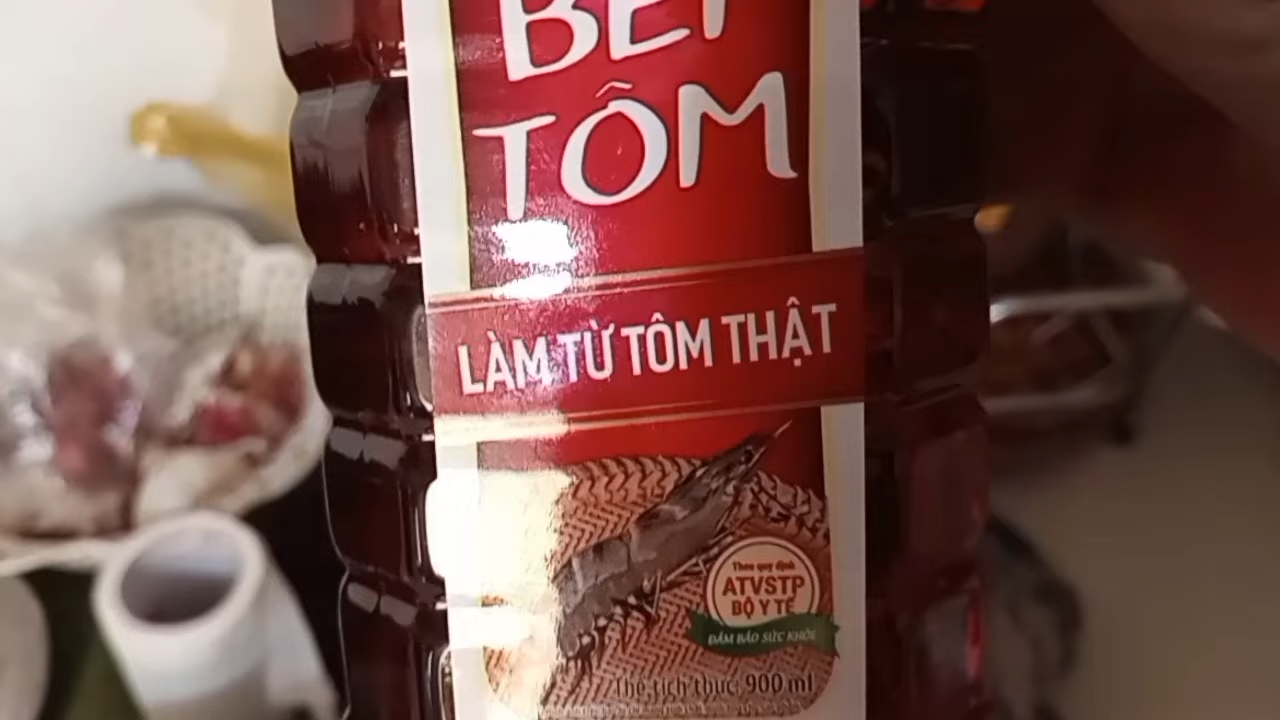 BẾP
TÔM
LÀM TỪ TÔM THẬT
Theo quy định
ATVSTP
BỘ Y TẾ
ĐẢM BẢO SỨC KHỎE
Thể tích thực: 900 ml